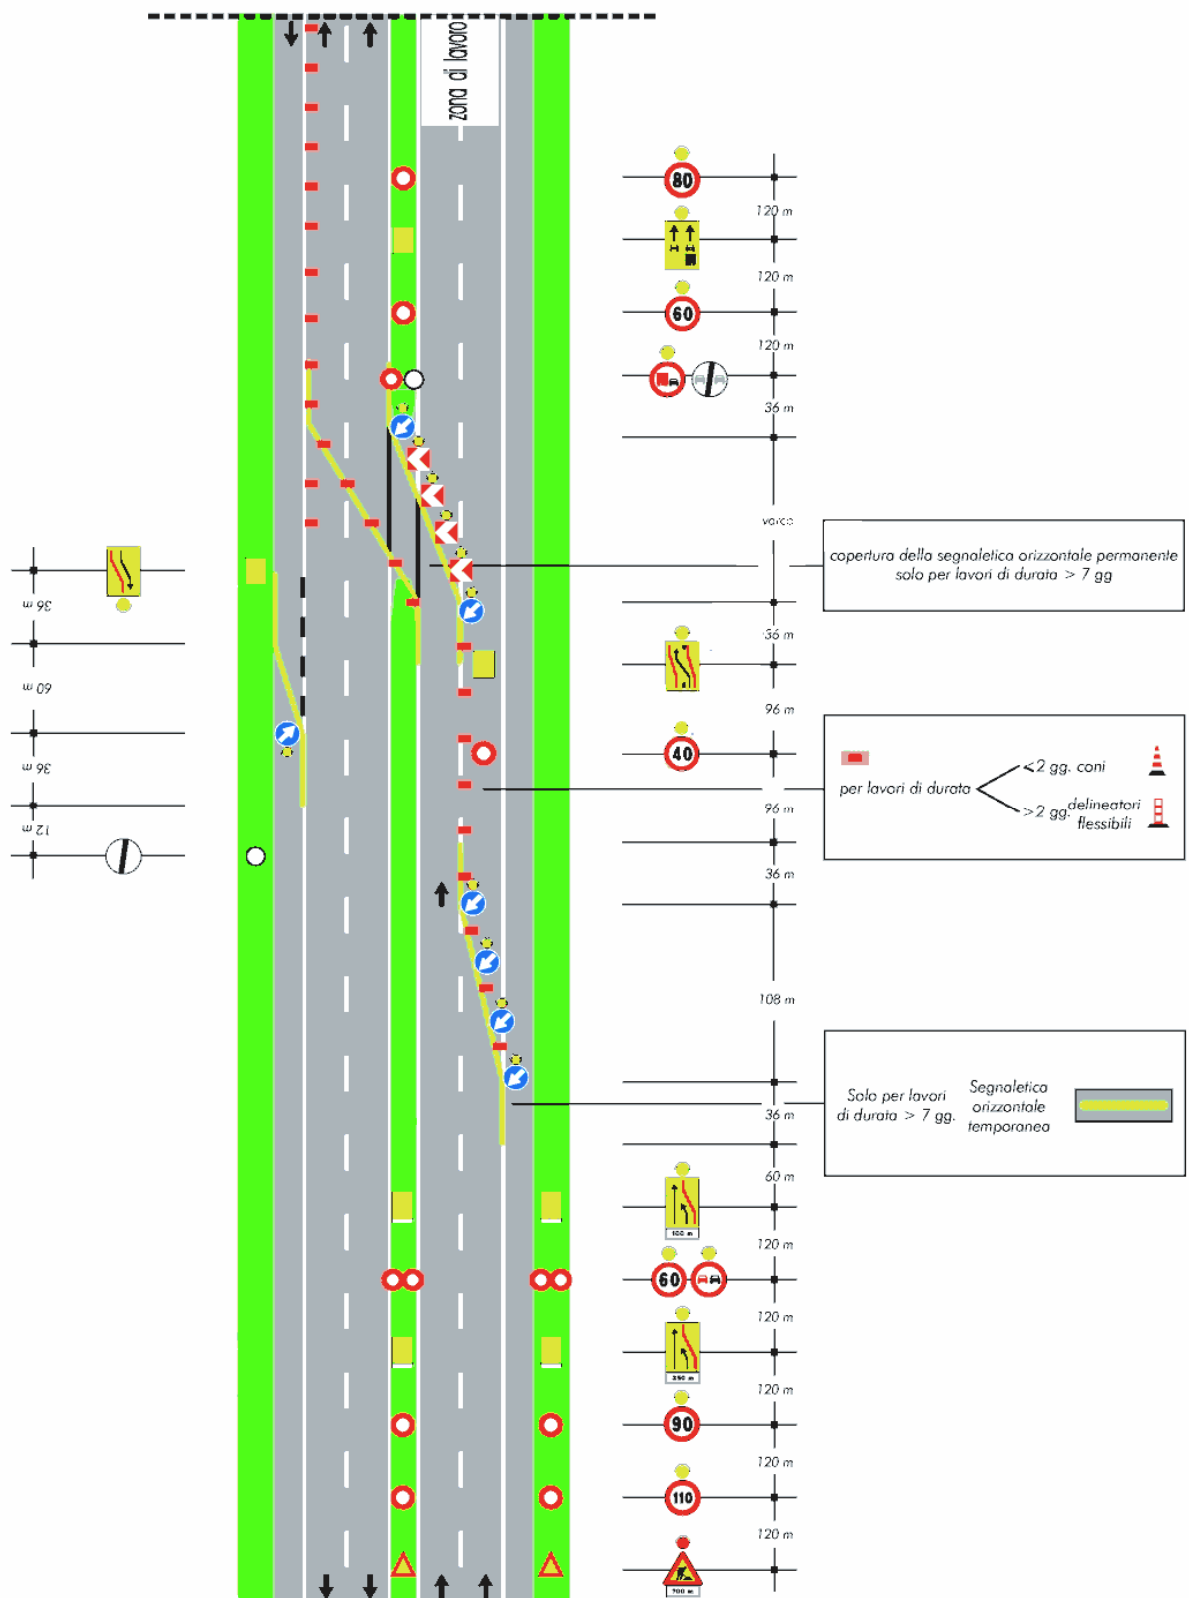 zona di lavoro
80
120 m
120 m
60
120 m
36 m
varco
copertura della segnaletica orizzontale permanente
solo per lavori di durata > 7 gg
36 m
36 m
60 m
96 m
40
36 m
per lavori di durata
<2 gg. coni
>2 gg. delineatori
flessibili
96 m
12 m
36 m
108 m
Solo per lavori
di durata > 7 gg.
Segnaletica
orizzontale
temporanea
36 m
60 m
100 m
120 m
60
120 m
350 m
120 m
90
120 m
110
120 m
700 m